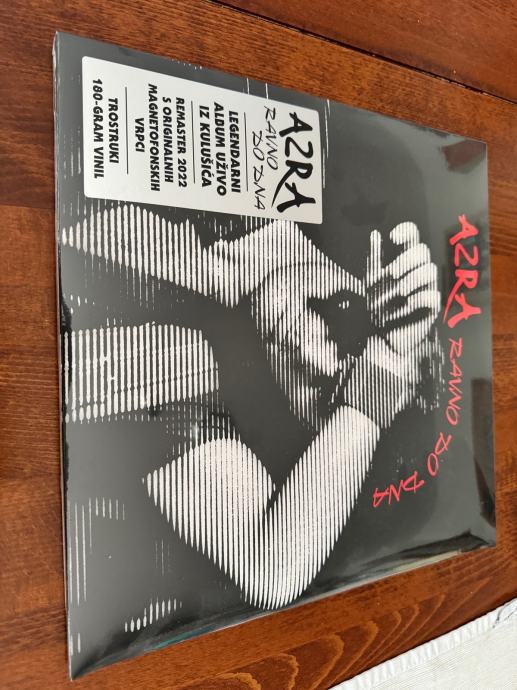 AZRA
RAVNO
DO DNA
LEGENDARNI
ALBUM UŽIVO
IZ KULUŠIĆA
REMASTER 2022
S ORIGINALNIH
MAGNETOFONSKIH
VRPCI
TROSTRUKI
180-GRAM VINIL
AZRA RAVNO DO DNA